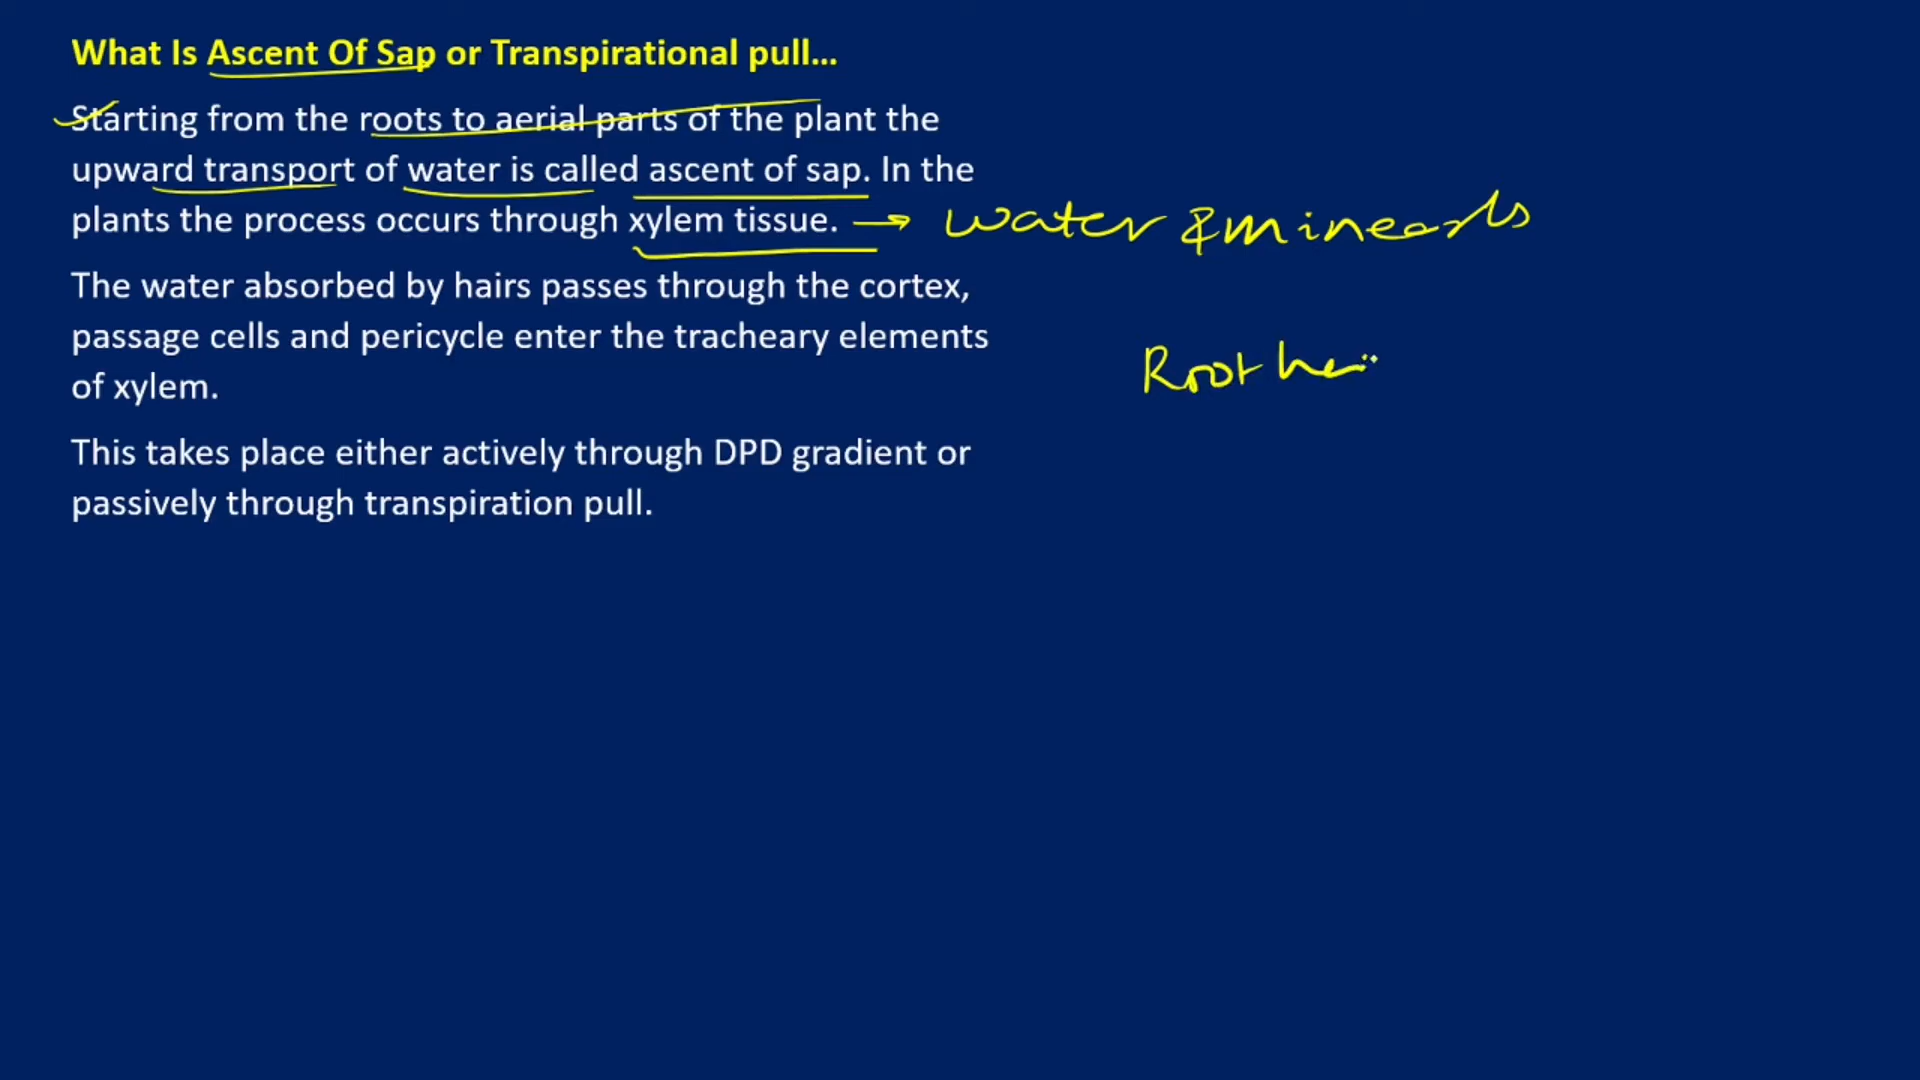 What Is Ascent Of Sap or Transpirational pull...
Starting from the roots to aerial parts of the plant the
upward transport of water is called ascent of sap. In the
plants the process occurs through xylem tissue. → water & minerals
The water absorbed by hairs passes through the cortex,
passage cells and pericycle enter the tracheary elements
of xylem.
Root hai
This takes place either actively through DPD gradient or
passively through transpiration pull.